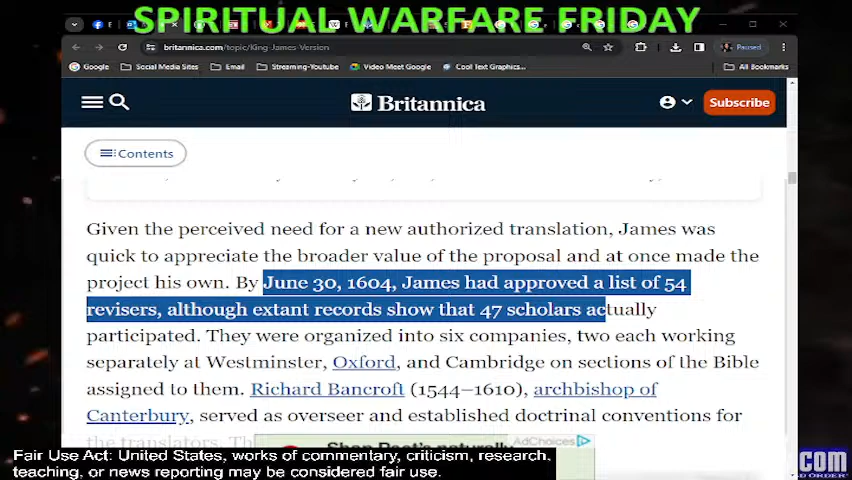 SPIRITUAL WARFARE FRIDAY
britannica.com/topic/King-James-Version
Paused
Google Social Media Sites Email Streaming-Youtube Video Meet Google Cool Text Graphics... All Bookmarks
Britannica
Subscribe
Contents
Given the perceived need for a new authorized translation, James was
quick to appreciate the broader value of the proposal and at once made the
project his own. By June 30, 1604, James had approved a list of 54
revisers, although extant records show that 47 scholars actually
participated. They were organized into six companies, two each working
separately at Westminster, Oxford, and Cambridge on sections of the Bible
assigned to them. Richard Bancroft (1544–1610), archbishop of
Canterbury, served as overseer and established doctrinal conventions for
the translators.
AdChoices
Fair Use Act: United States, works of commentary, criticism, research,
teaching, or news reporting may be considered fair use.
.COM